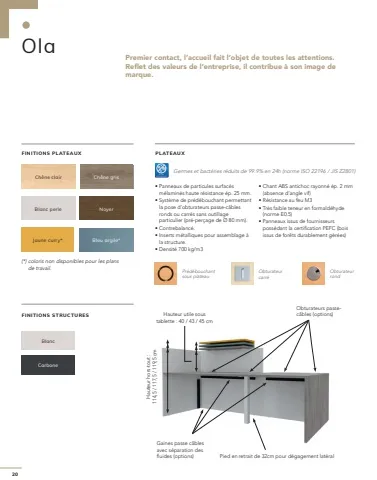 Ola
Premier contact, l'accueil fait l'objet de toutes les attentions.
Reflet des valeurs de l'entreprise, il contribue à son image de
marque.
FINITIONS PLATEAUX
Chêne clair
Chêne gris
Blanc perle
Noyer
Jaune curry*
Bleu argan*
(*) coloris non disponibles pour les plans
de travail
FINITIONS STRUCTURES
Blanc
Carbone
PLATEAUX
Germes et bactéries réduits de 99.9% en 24h (norme ISO 22196 / JIS Z2801)
• Panneaux de particules surfacés
mélaminés haute résistance ép. 25 mm.
• Système de prédébouchant permettant
la pose d'obturateurs passe-câbles
ronds ou carrés sans outillage
particulier (pré-perçage de Ø 80 mm).
• Contrebalancé.
• Inserts métalliques pour assemblage à
la structure.
• Densité 700 kg/m3
• Chant ABS antichoc rayonné ép. 2 mm
(absence d'angle vif)
• Résistance au feu M3
• Très faible teneur en formaldéhyde
(norme E0.5)
• Panneaux issus de fournisseurs
possédant la certification PEFC (bois
issus de forêts durablement gérées)
Prédébouchant
sous plateau
Obturateur
carré
Obturateur
rond
Hauteur utile sous
tablette : 40 / 43 / 45 cm
Obturateurs passe-
câbles (options)
Hauteur hors tout :
114,5 / 117,5 / 119,5 cm
Gaines passe câbles
avec séparation des
fluides (options)
Pied en retrait de 32cm pour dégagement latéral
20